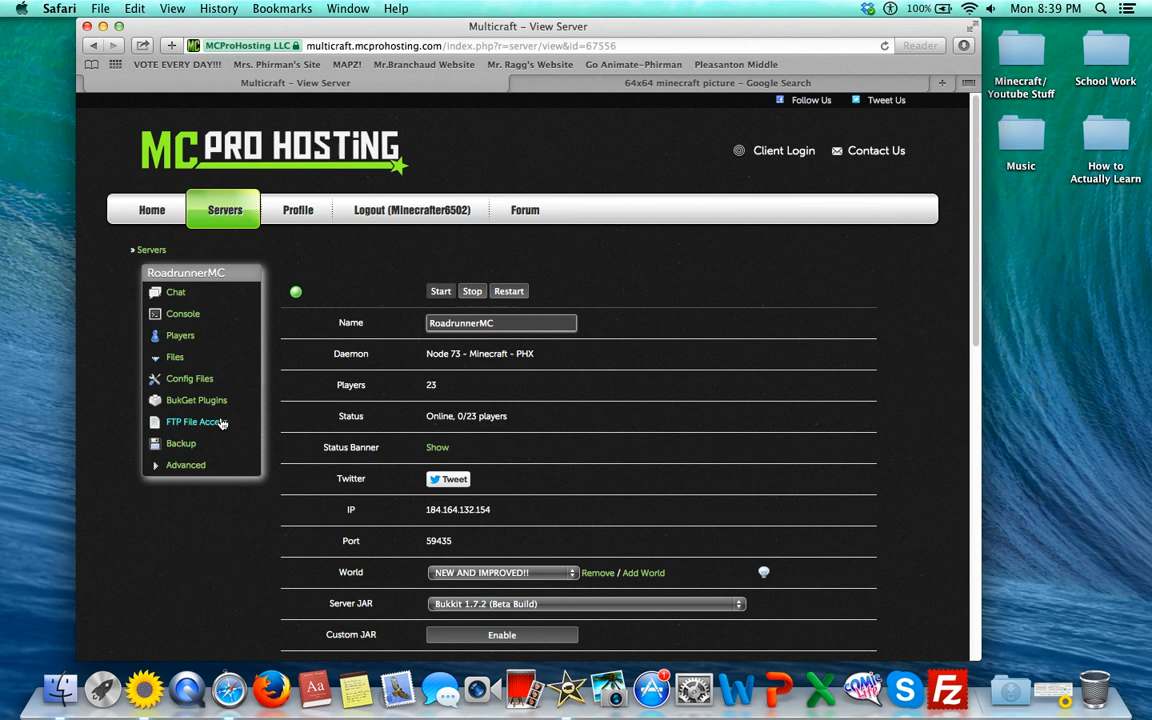 Safari File Edit View History Bookmarks Window Help 100% Mon 8:39 PM
Multicraft – View Server
MCProHosting LLC multicraft.mcprohosting.com/index.php?r=server/view&id=67556 Reader
VOTE EVERY DAY!!! Mrs. Phirman's Site MAPZ! Mr.Branchaud Website Mr. Ragg's Website Go Animate-Phirman Pleasanton Middle
Multicraft – View Server 64x64 minecraft picture – Google Search
Minecraft/
Youtube Stuff
School Work
Music
How to
Actually Learn
Follow Us Tweet Us
MC PRO HOSTING
Client Login Contact Us
Home Servers Profile Logout (Minecrafter6502) Forum
» Servers
RoadrunnerMC
Chat
Console
Players
Files
Config Files
BukGet Plugins
FTP File Acce
Backup
Advanced
Start Stop Restart
Name RoadrunnerMC
Daemon Node 73 - Minecraft - PHX
Players 23
Status Online, 0/23 players
Status Banner Show
Twitter Tweet
IP 184.164.132.154
Port 59435
World NEW AND IMPROVED!! Remove / Add World
Server JAR Bukkit 1.7.2 (Beta Build)
Custom JAR Enable